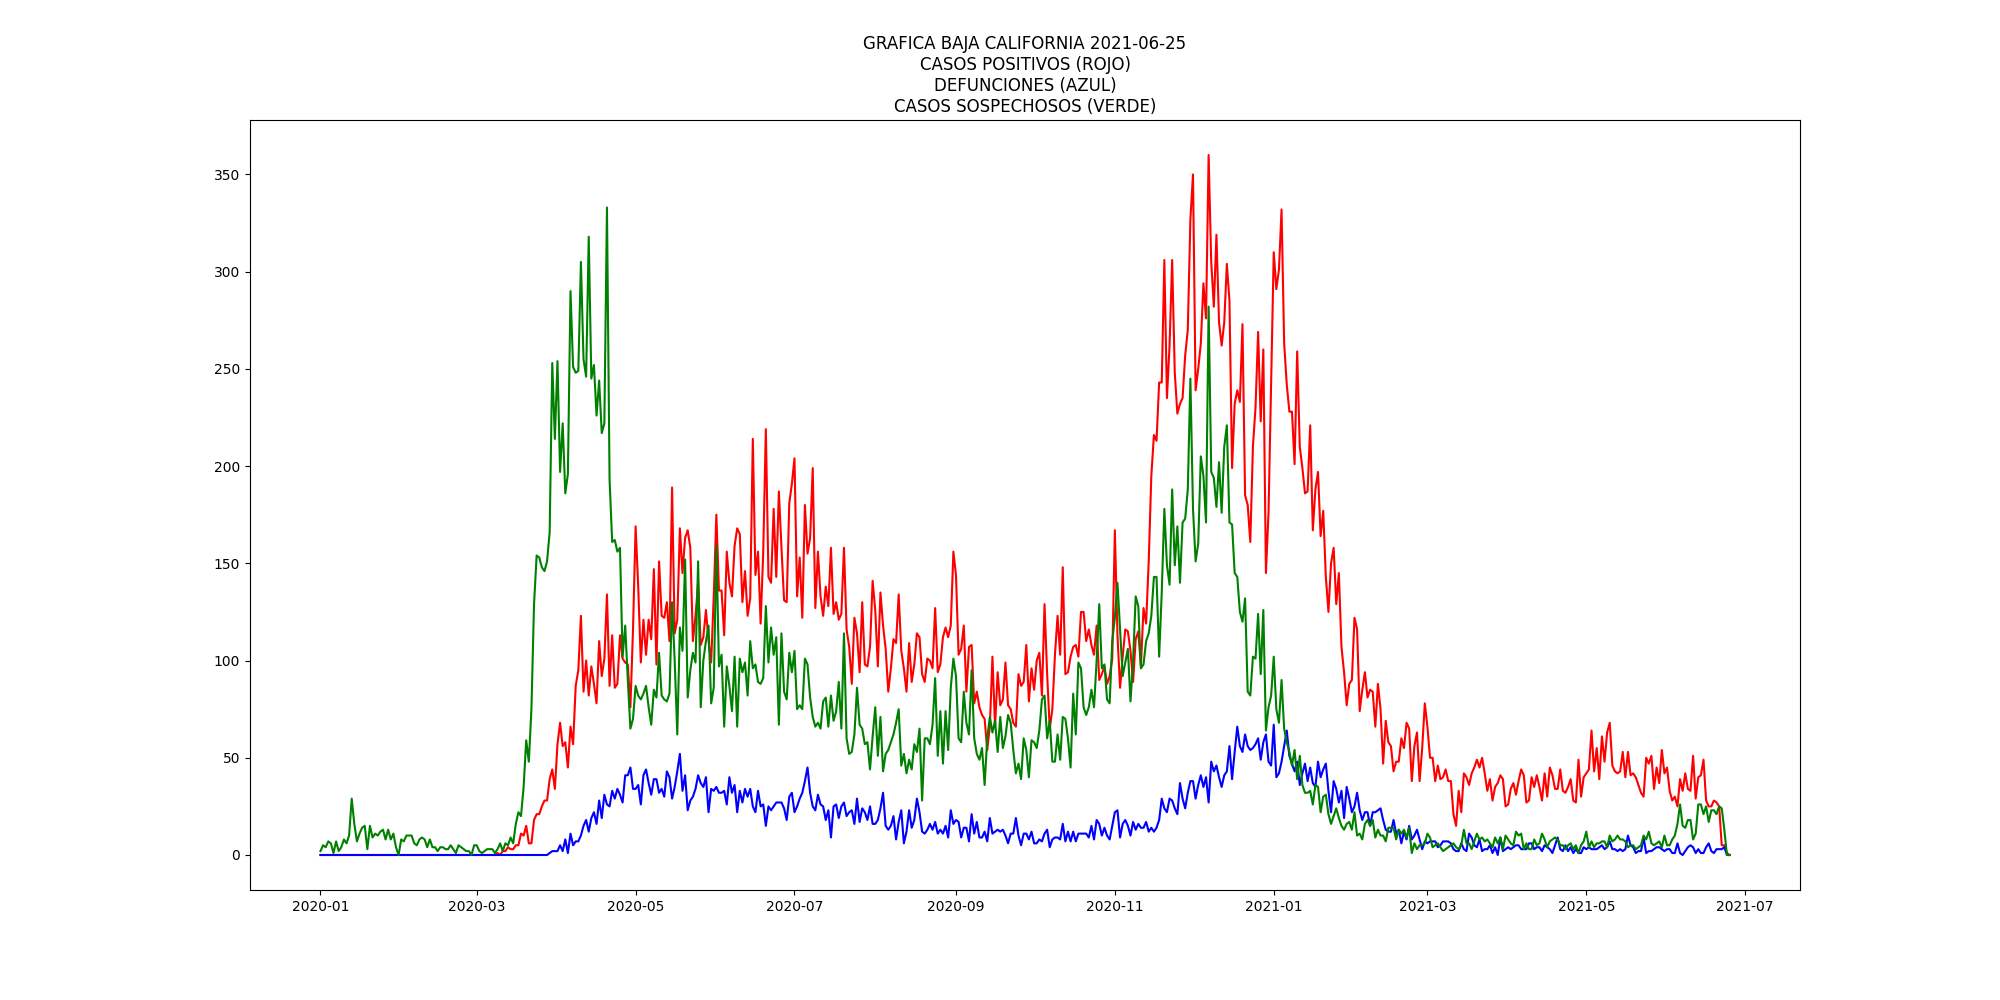 GRAFICA BAJA CALIFORNIA 2021-06-25
CASOS POSITIVOS (ROJO)
DEFUNCIONES (AZUL)
CASOS SOSPECHOSOS (VERDE)
350
300
250
200
150
100
50
0
2020-01 2020-03 2020-05 2020-07 2020-09 2020-11 2021-01 2021-03 2021-05 2021-07